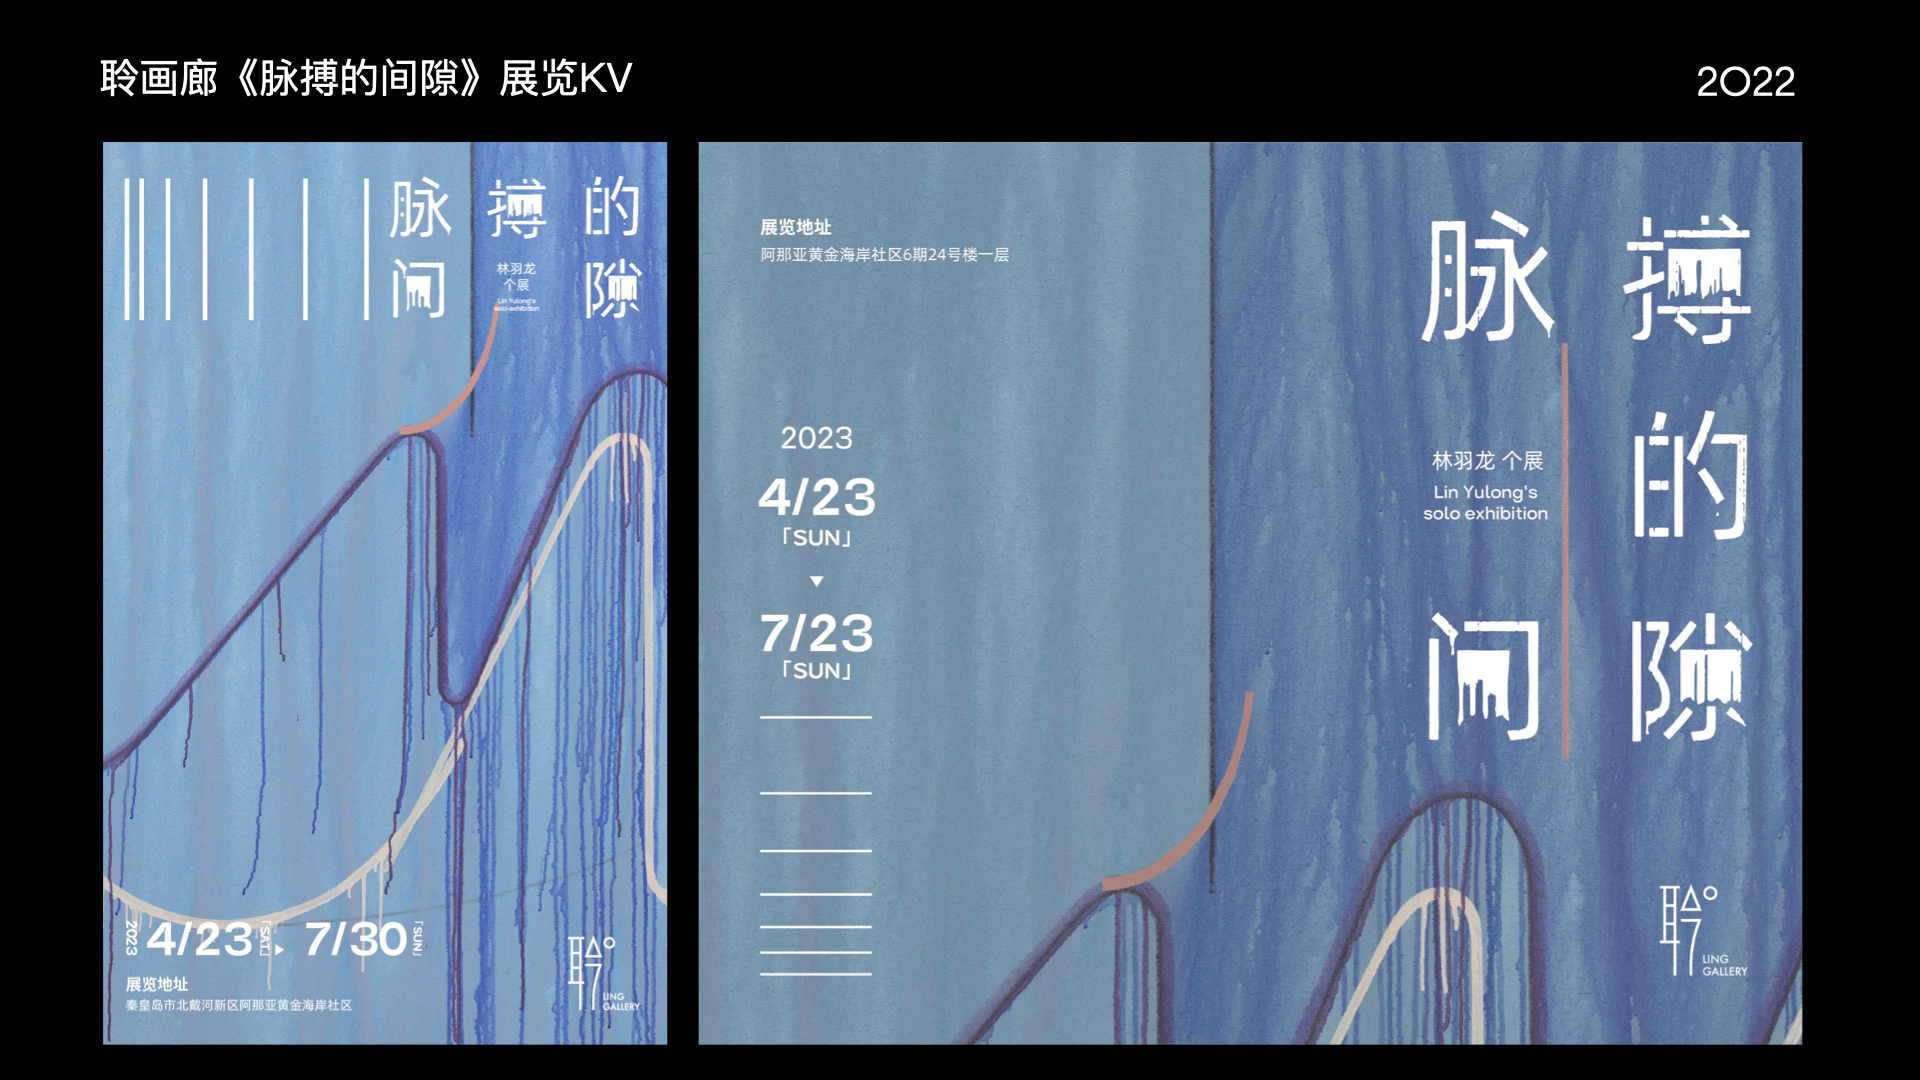 聆画廊《脉搏的间隙》展览KV
2022
脉搏的
间隙
林羽龙
个展
Lin Yulong's
solo exhibition
2023 4/23「SAT」▶ 7/30「SUN」
展览地址
秦皇岛市北戴河新区阿那亚黄金海岸社区
聆
LING
GALLERY
展览地址
阿那亚黄金海岸社区6期24号楼一层
2023
4/23
「SUN」
▼
7/23
「SUN」
脉搏
的
间隙
林羽龙 个展
Lin Yulong's
solo exhibition
聆
LING
GALLERY